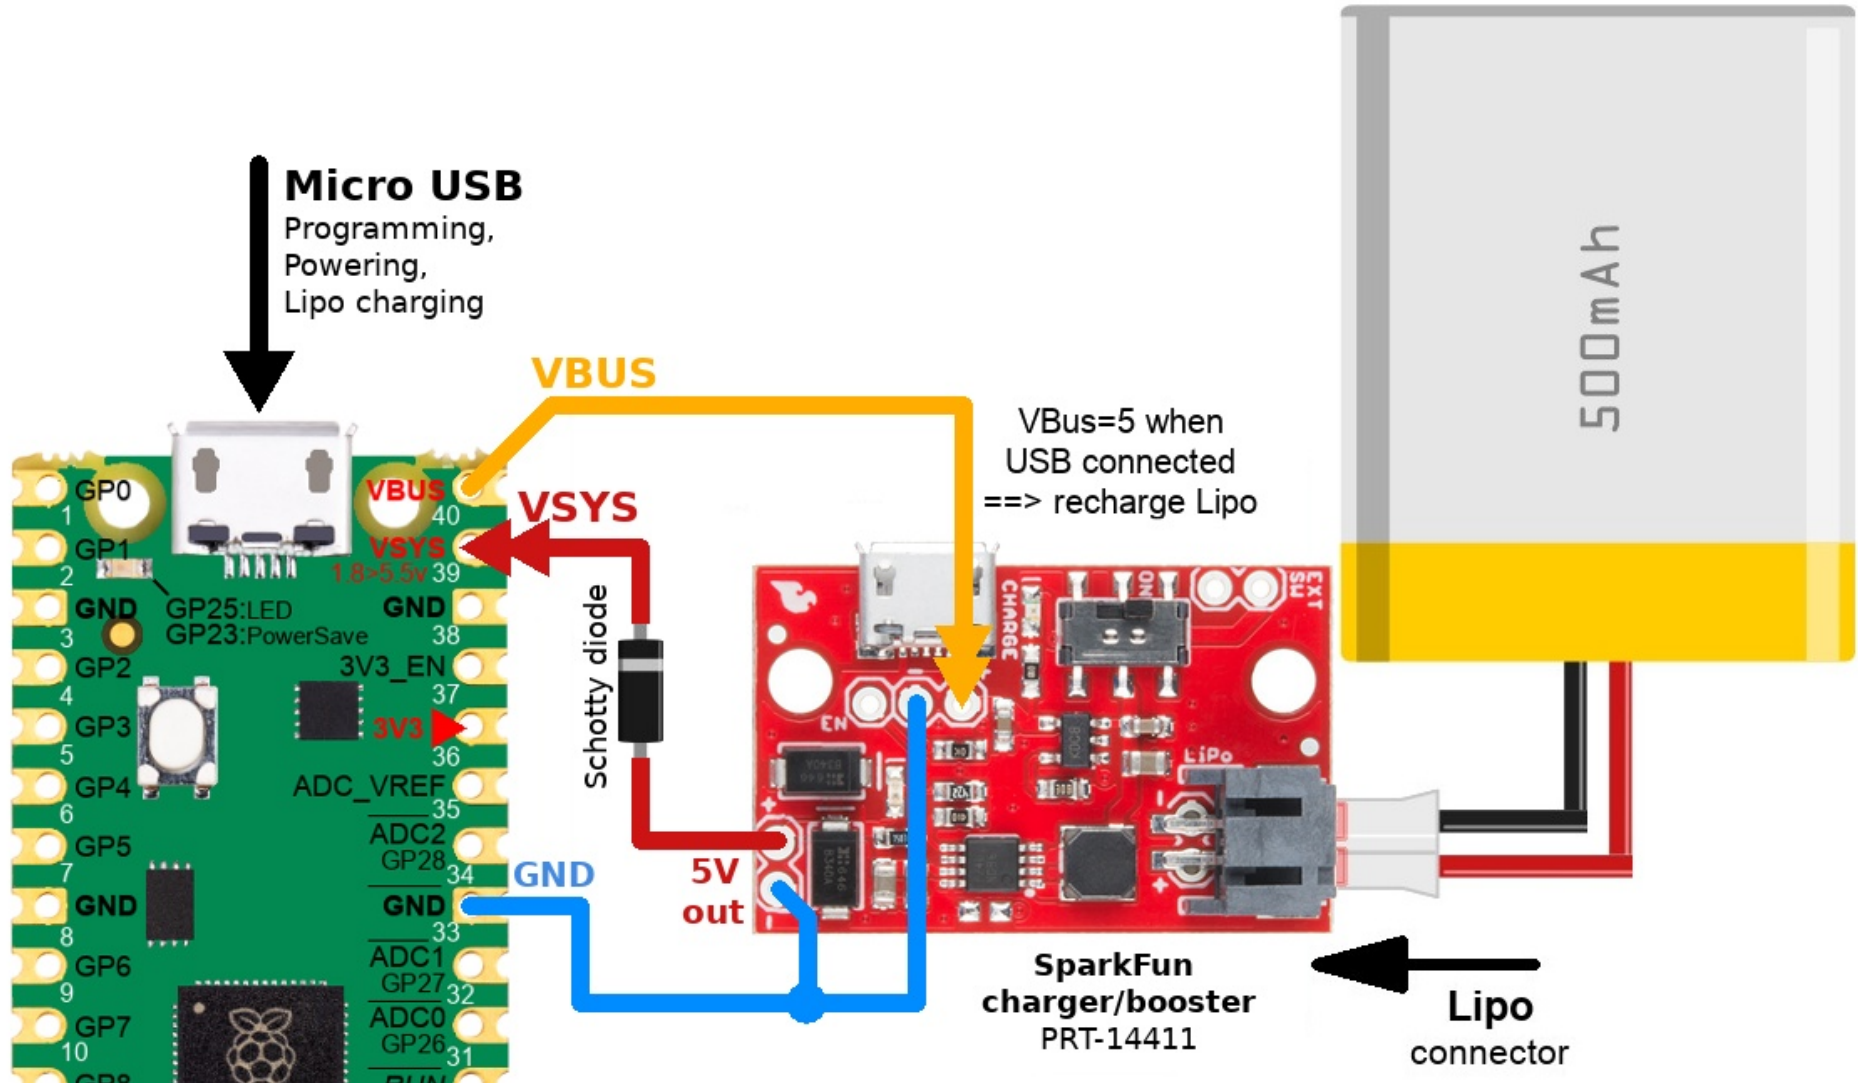 Micro USB
Programming,
Powering,
Lipo charging
VBUS
VBus=5 when
USB connected
==> recharge Lipo
500mAh
VSYS
Schotty diode
GND
5V
out
GP0
1
GP1
2
GND
3
GP2
4
GP3
5
GP4
6
GP5
7
GND
8
GP6
9
GP7
10
GP8
GP25:LED
GP23:PowerSave
VBUS
40
VSYS
1.8>5.5v 39
GND
38
3V3_EN
37
3V3
36
ADC_VREF
35
ADC2
GP28
34
GND
33
ADC1
GP27
32
ADC0
GP26
31
RUN
CHARGE
ON
EXT
SW
EN
-
+
LiPo
-
+
+
-
SparkFun
charger/booster
PRT-14411
Lipo
connector